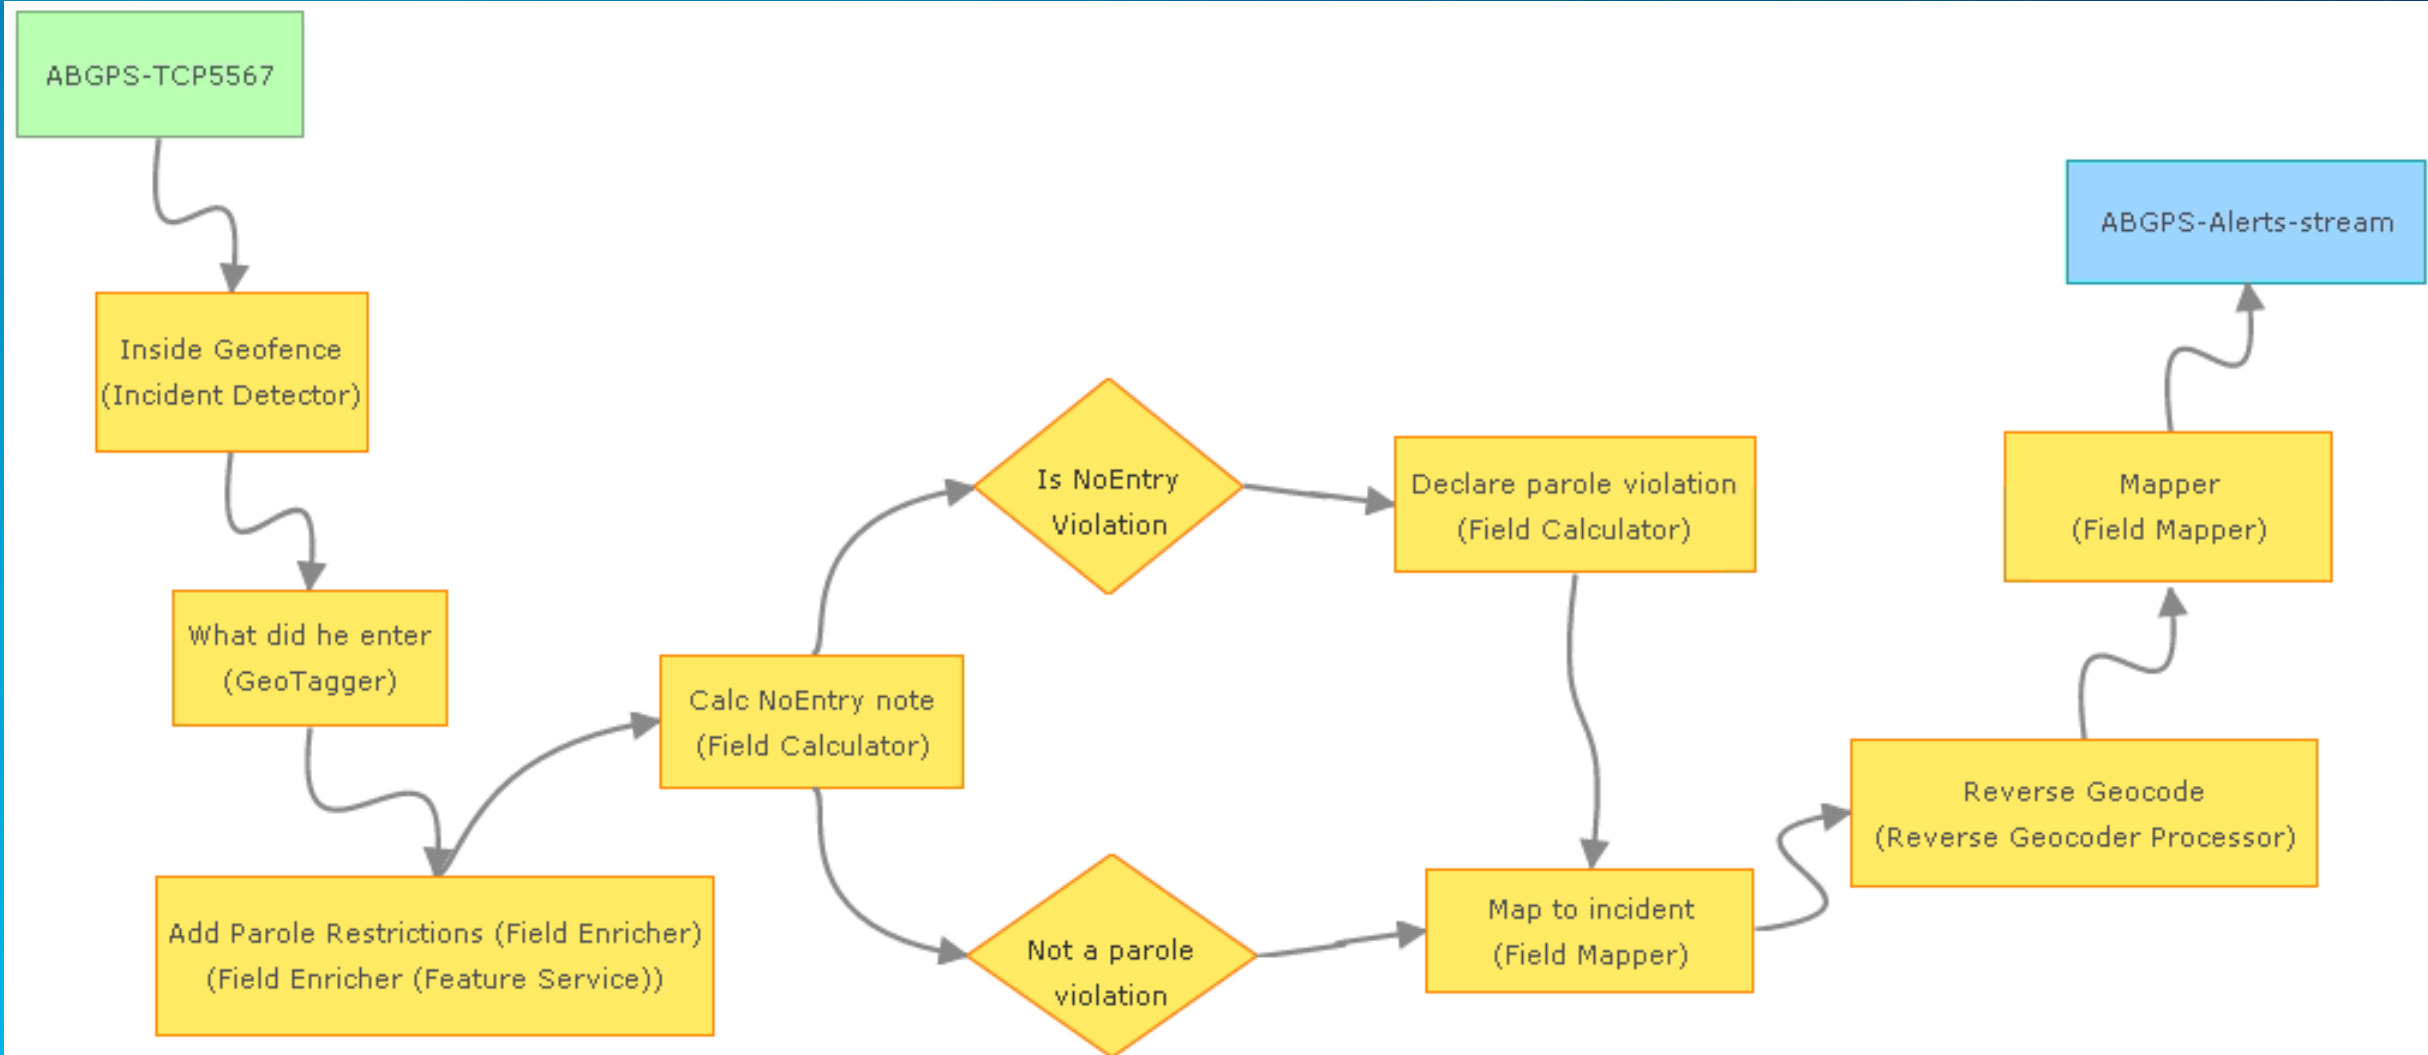 ABGPS-TCP5567
Inside Geofence
(Incident Detector)
What did he enter
(GeoTagger)
Add Parole Restrictions (Field Enricher)
(Field Enricher (Feature Service))
Calc NoEntry note
(Field Calculator)
Is NoEntry
Violation
Not a parole
violation
Declare parole violation
(Field Calculator)
Map to incident
(Field Mapper)
Reverse Geocode
(Reverse Geocoder Processor)
Mapper
(Field Mapper)
ABGPS-Alerts-stream